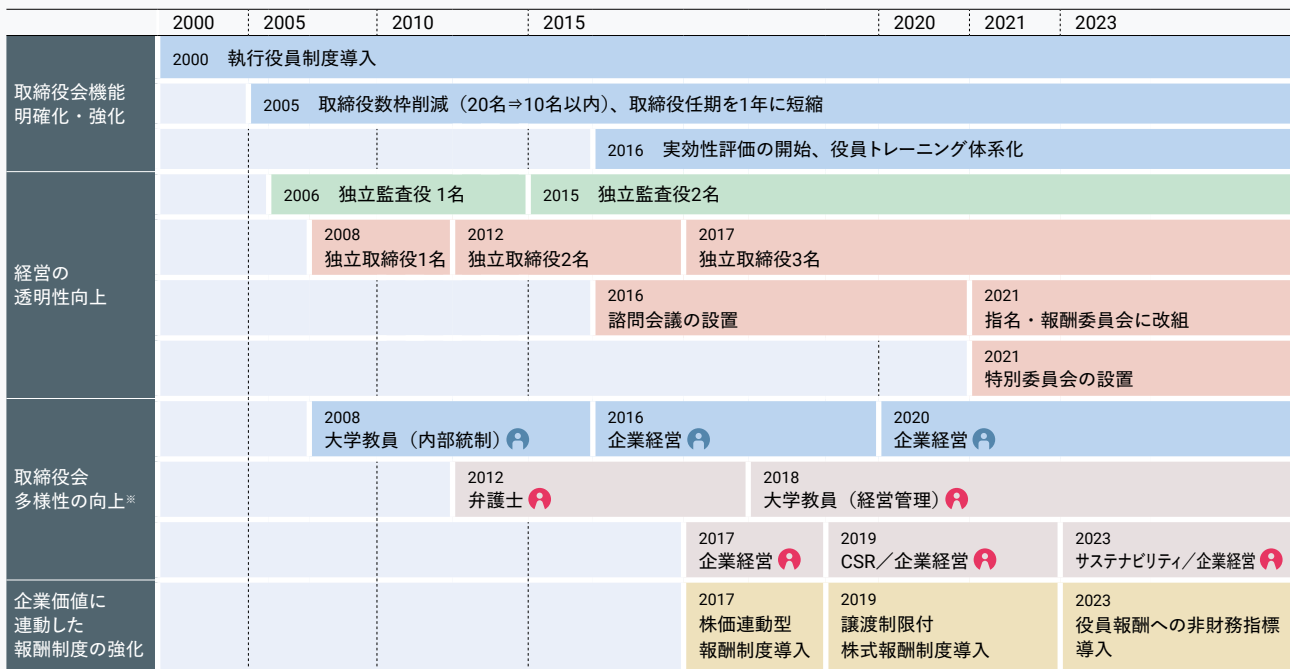 2000 2005 2010 2015 2020 2021 2023
取締役会機能
明確化・強化
2000 執行役員制度導入
2005 取締役数枠削減（20名⇒10名以内）、取締役任期を1年に短縮
2016 実効性評価の開始、役員トレーニング体系化
経営の
透明性向上
2006 独立監査役 1名
2015 独立監査役2名
2008
独立取締役1名
2012
独立取締役2名
2017
独立取締役3名
2016
諮問会議の設置
2021
指名・報酬委員会に改組
2021
特別委員会の設置
取締役会
多様性の向上※
2008
大学教員（内部統制）
2016
企業経営
2020
企業経営
2012
弁護士
2018
大学教員（経営管理）
2017
企業経営
2019
CSR／企業経営
2023
サステナビリティ／企業経営
企業価値に
連動した
報酬制度の強化
2017
株価連動型
報酬制度導入
2019
譲渡制限付
株式報酬制度導入
2023
役員報酬への非財務指標
導入